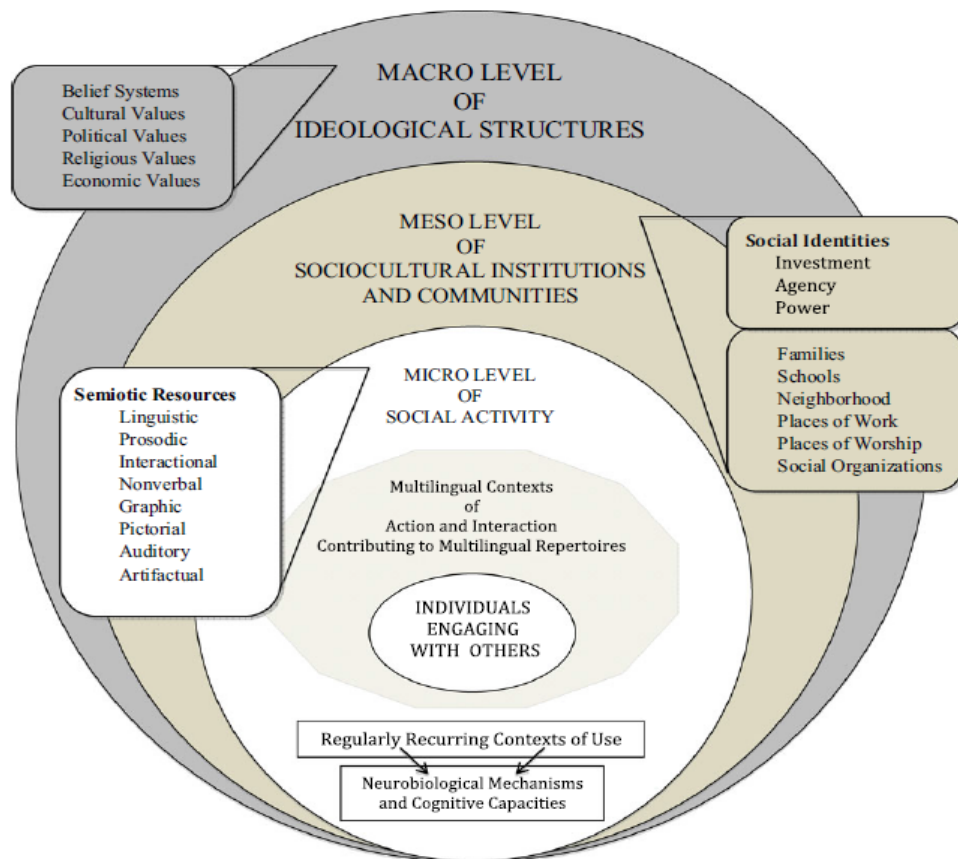 MACRO LEVEL
OF
IDEOLOGICAL STRUCTURES
Belief Systems
Cultural Values
Political Values
Religious Values
Economic Values
MESO LEVEL
OF
SOCIOCULTURAL INSTITUTIONS
AND COMMUNITIES
Social Identities
Investment
Agency
Power
Families
Schools
Neighborhood
Places of Work
Places of Worship
Social Organizations
MICRO LEVEL
OF
SOCIAL ACTIVITY
Semiotic Resources
Linguistic
Prosodic
Interactional
Nonverbal
Graphic
Pictorial
Auditory
Artifactual
Multilingual Contexts
of
Action and Interaction
Contributing to Multilingual Repertoires
INDIVIDUALS
ENGAGING
WITH OTHERS
Regularly Recurring Contexts of Use
Neurobiological Mechanisms
and Cognitive Capacities